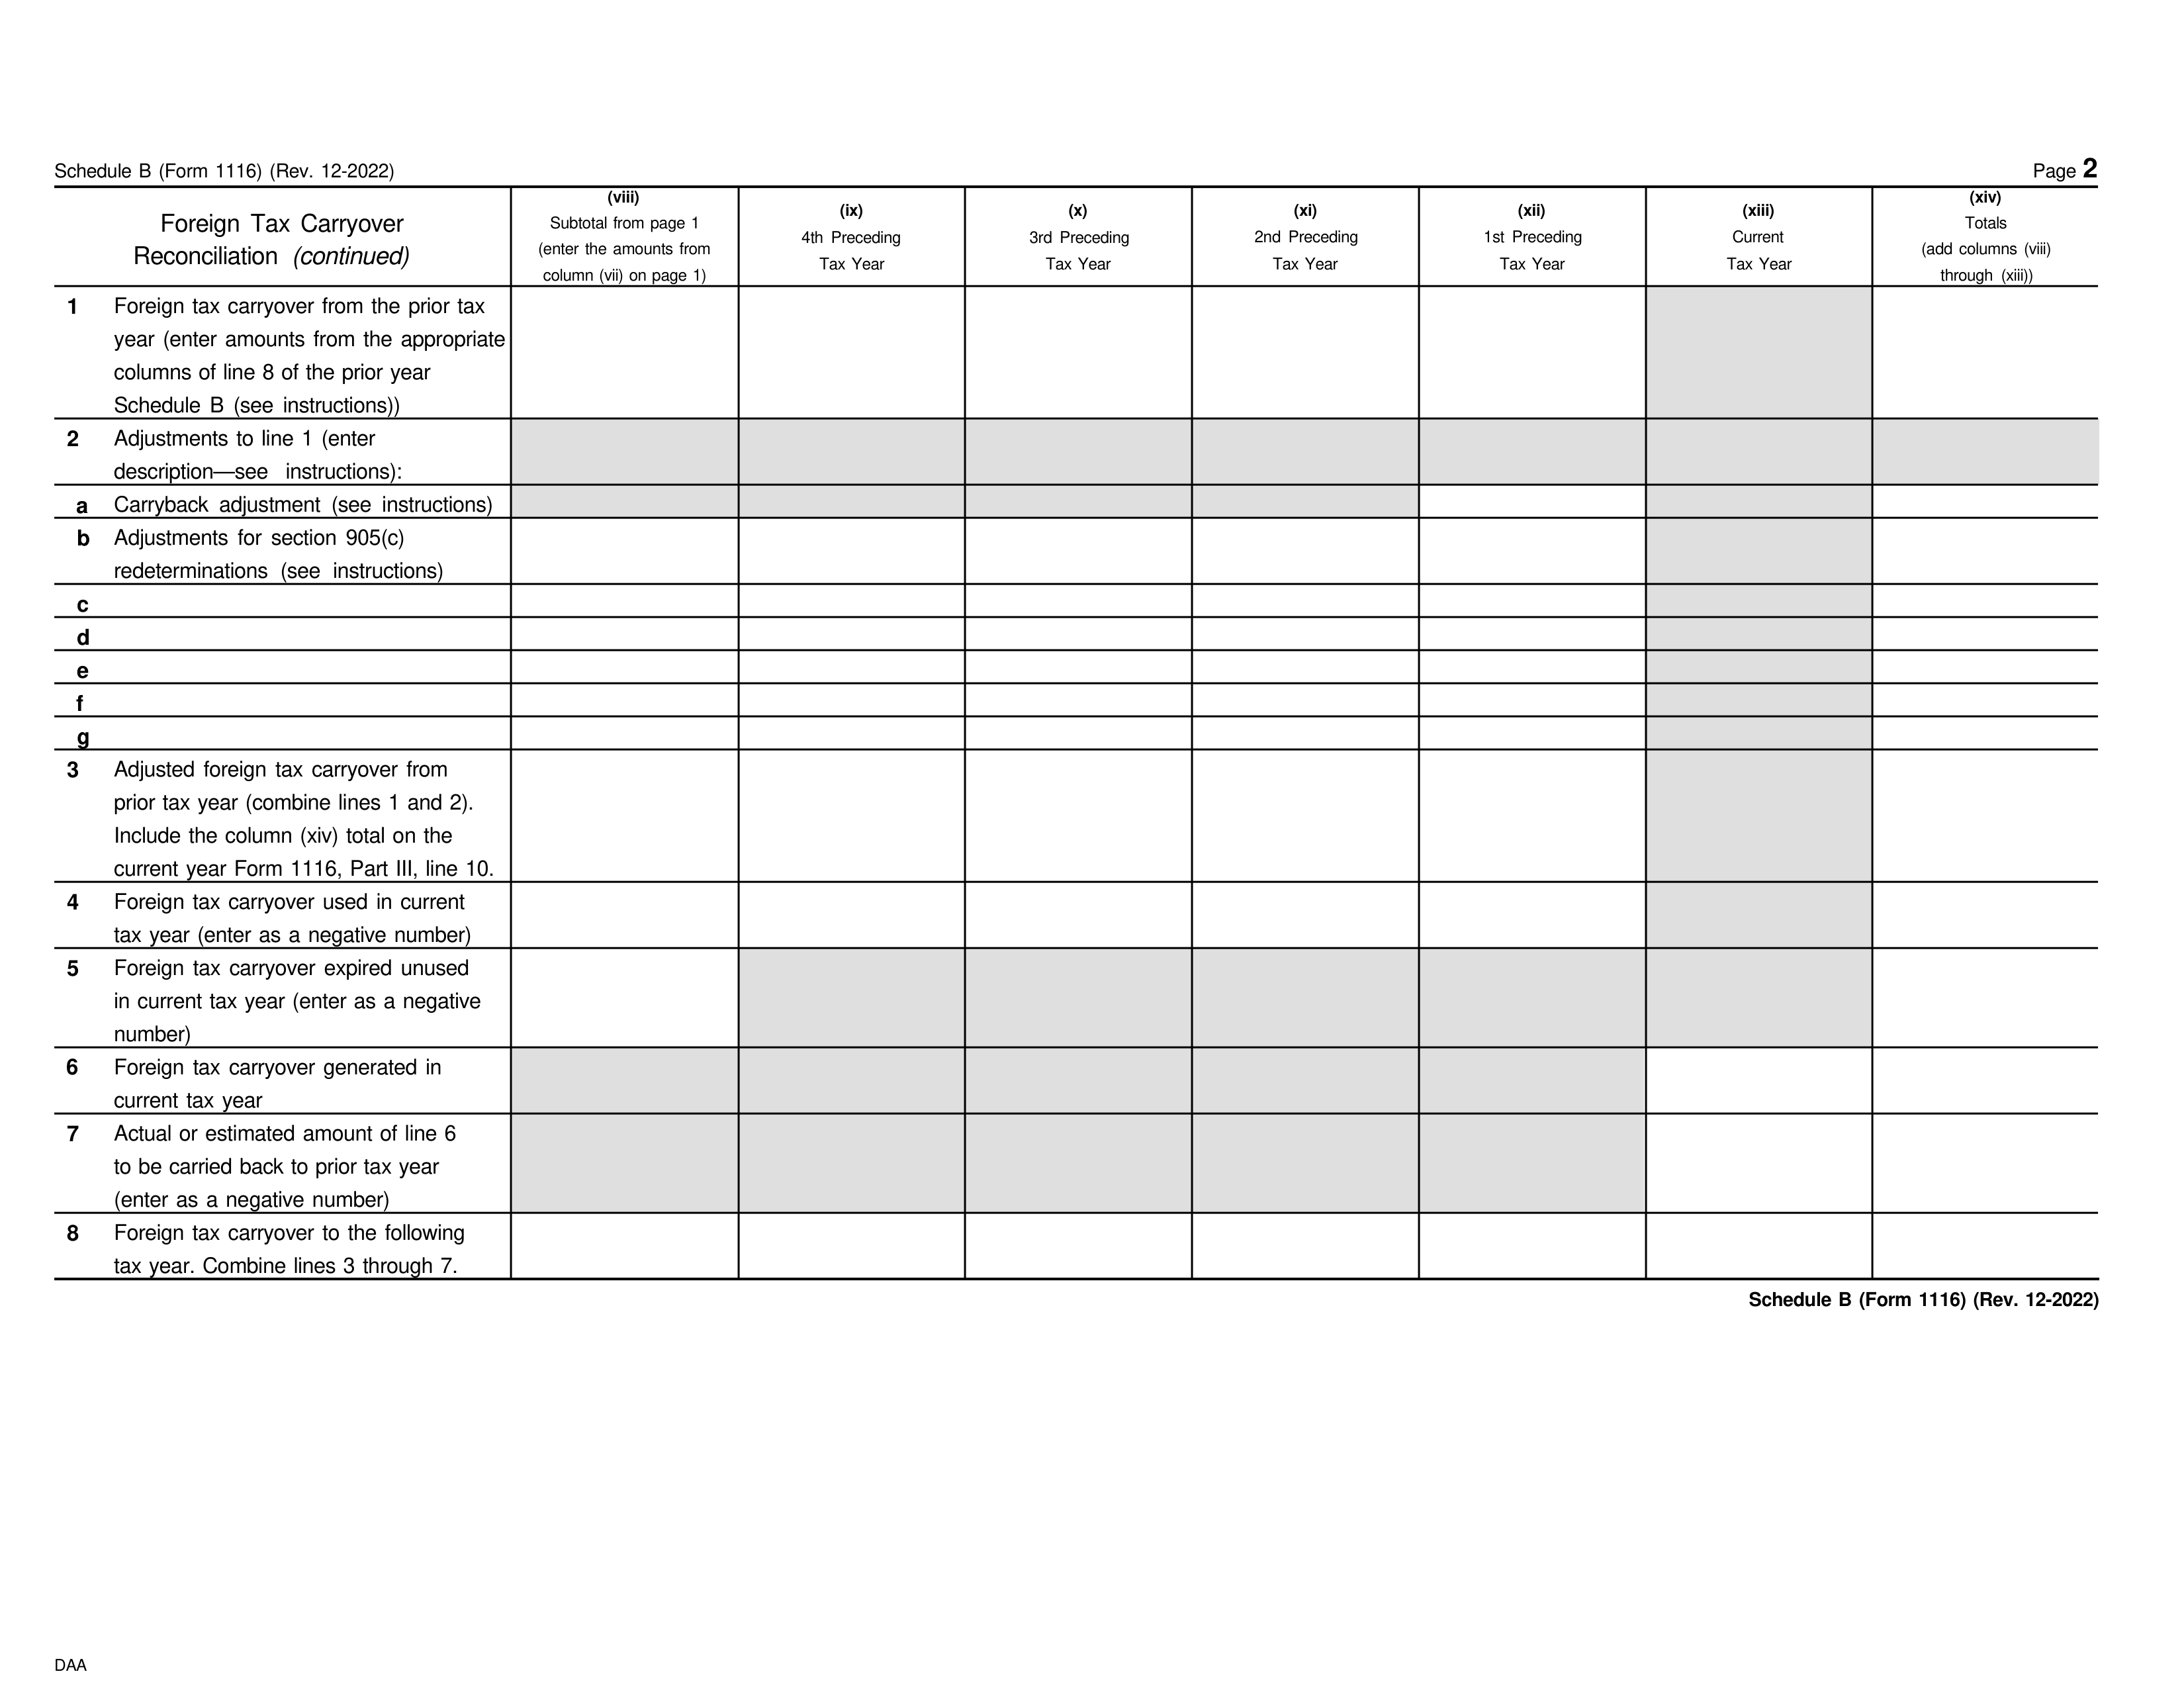 Schedule B (Form 1116) (Rev. 12-2022)
Page 2
Foreign Tax Carryover
Reconciliation (continued)
(viii)
Subtotal from page 1
(enter the amounts from
column (vii) on page 1)
(ix)
4th Preceding
Tax Year
(x)
3rd Preceding
Tax Year
(xi)
2nd Preceding
Tax Year
(xii)
1st Preceding
Tax Year
(xiii)
Current
Tax Year
(xiv)
Totals
(add columns (viii)
through (xiii))
1 Foreign tax carryover from the prior tax
year (enter amounts from the appropriate
columns of line 8 of the prior year
Schedule B (see instructions))
2 Adjustments to line 1 (enter
description—see instructions):
a Carryback adjustment (see instructions)
b Adjustments for section 905(c)
redeterminations (see instructions)
c
d
e
f
g
3 Adjusted foreign tax carryover from
prior tax year (combine lines 1 and 2).
Include the column (xiv) total on the
current year Form 1116, Part III, line 10.
4 Foreign tax carryover used in current
tax year (enter as a negative number)
5 Foreign tax carryover expired unused
in current tax year (enter as a negative
number)
6 Foreign tax carryover generated in
current tax year
7 Actual or estimated amount of line 6
to be carried back to prior tax year
(enter as a negative number)
8 Foreign tax carryover to the following
tax year. Combine lines 3 through 7.
Schedule B (Form 1116) (Rev. 12-2022)
DAA